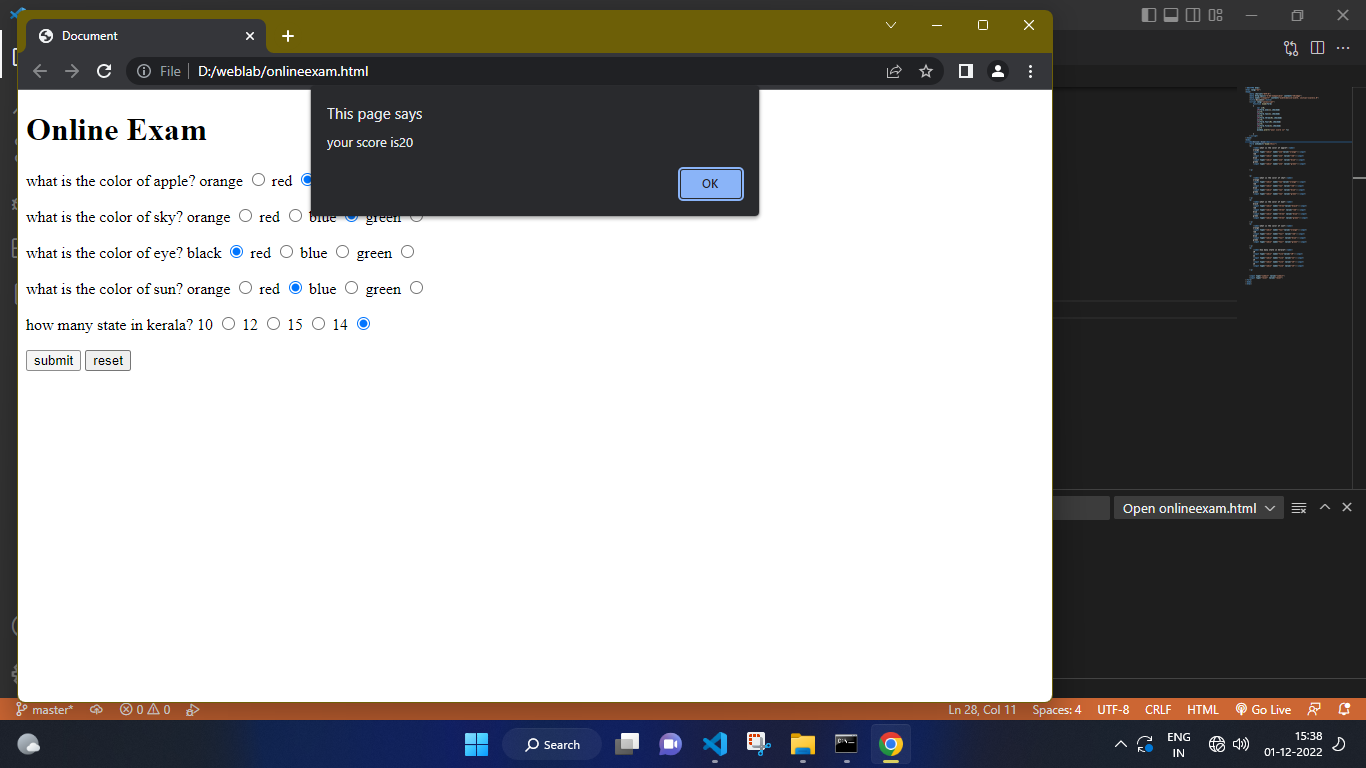 Document
File D:/weblab/onlineexam.html
This page says
your score is20
OK
Online Exam
what is the color of apple? orange red
what is the color of sky? orange red blue green
what is the color of eye? black red blue green
what is the color of sun? orange red blue green
how many state in kerala? 10 12 15 14
submit reset
Open onlineexam.html
master* 0 0 Ln 28, Col 11 Spaces: 4 UTF-8 CRLF HTML Go Live
Search
ENG
IN
15:38
01-12-2022